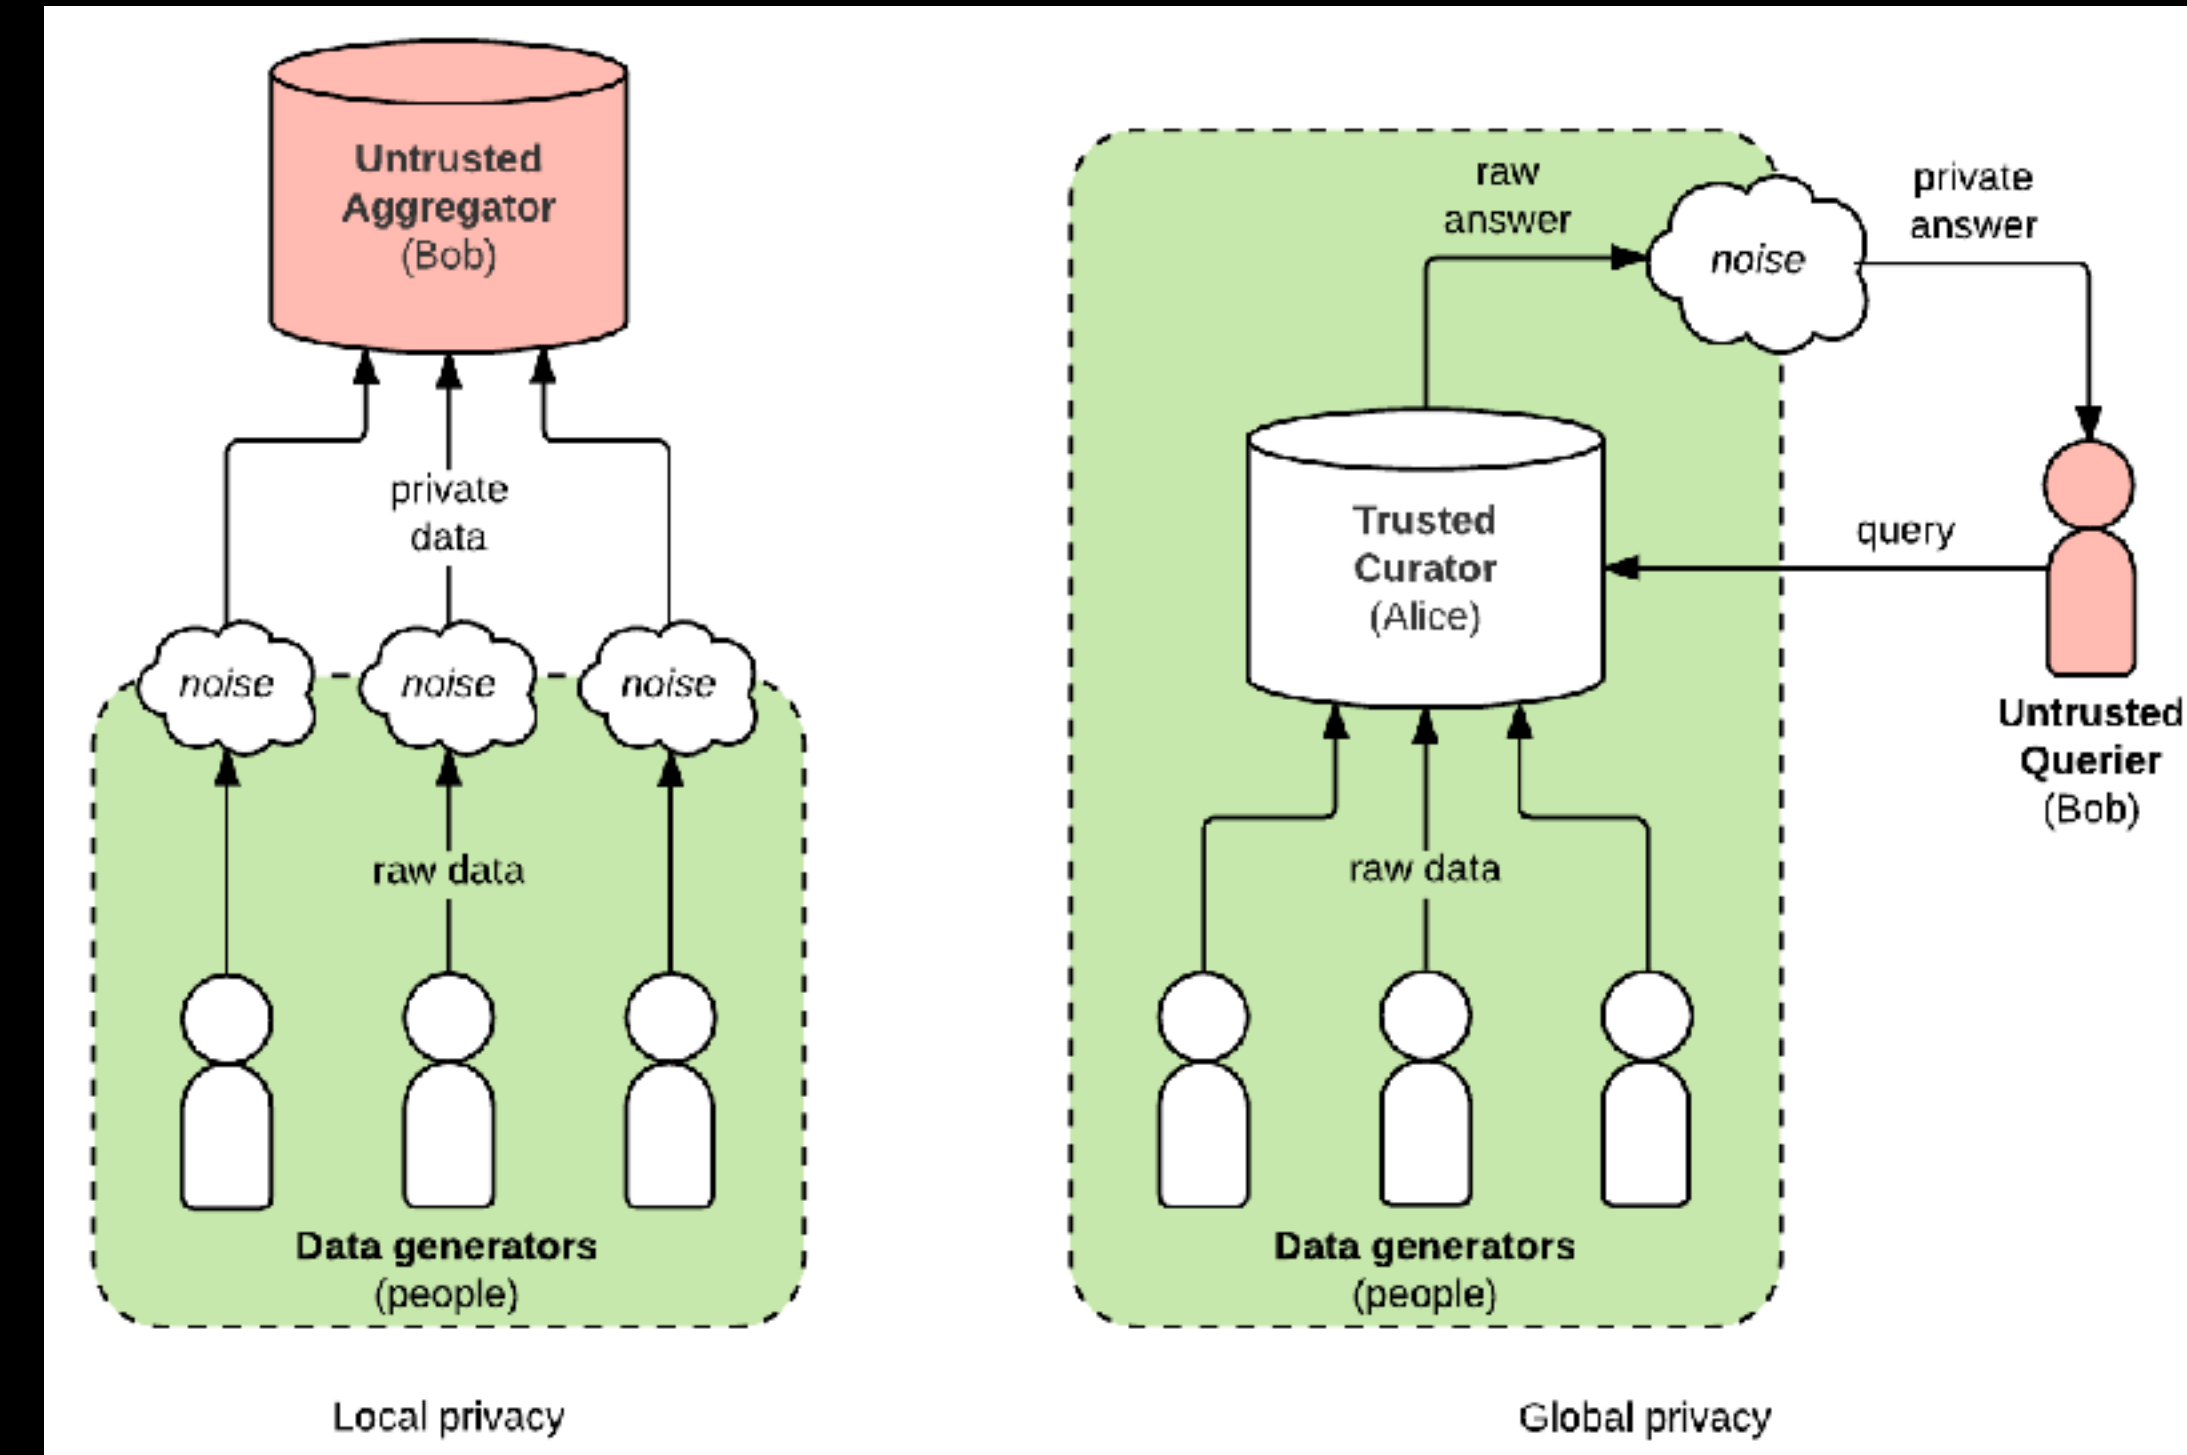 Untrusted
Aggregator
(Bob)
private
data
noise
noise
noise
raw data
Data generators
(people)
Local privacy
raw
answer
noise
private
answer
Trusted
Curator
(Alice)
query
Untrusted
Querier
(Bob)
raw data
Data generators
(people)
Global privacy